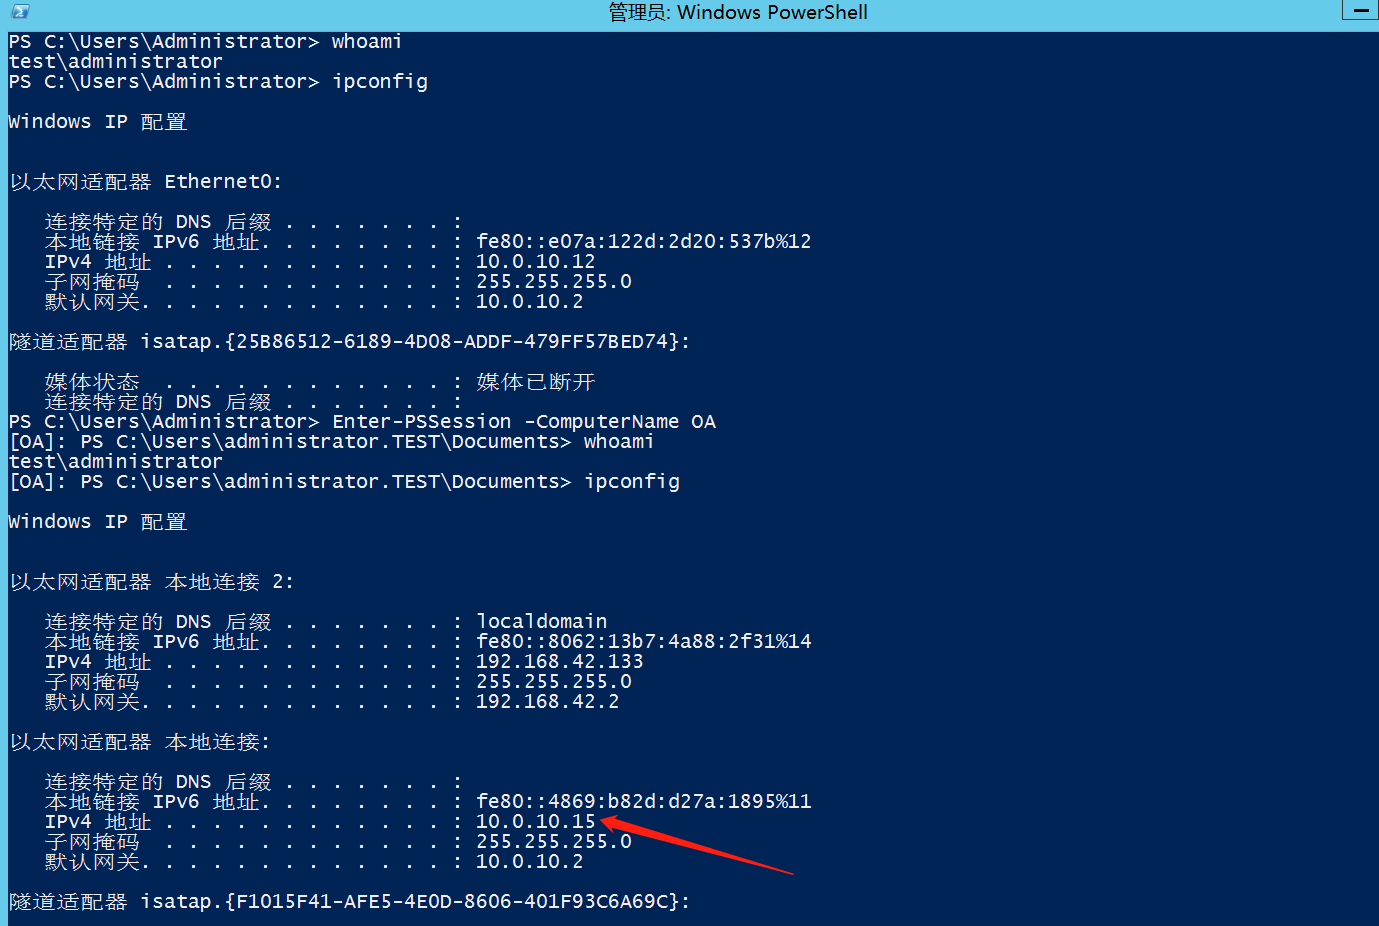 管理员: Windows PowerShell
PS C:\Users\Administrator> whoami
test\administrator
PS C:\Users\Administrator> ipconfig
Windows IP 配置
以太网适配器 Ethernet0:
连接特定的 DNS 后缀 . . . . . . . :
本地链接 IPv6 地址. . . . . . . . : fe80::e07a:122d:2d20:537b%12
IPv4 地址 . . . . . . . . . . . . : 10.0.10.12
子网掩码  . . . . . . . . . . . . : 255.255.255.0
默认网关. . . . . . . . . . . . . : 10.0.10.2
隧道适配器 isatap.{25B86512-6189-4D08-ADDF-479FF57BED74}:
媒体状态  . . . . . . . . . . . . : 媒体已断开
连接特定的 DNS 后缀 . . . . . . . :
PS C:\Users\Administrator> Enter-PSSession -ComputerName OA
[OA]: PS C:\Users\administrator.TEST\Documents> whoami
test\administrator
[OA]: PS C:\Users\administrator.TEST\Documents> ipconfig
Windows IP 配置
以太网适配器 本地连接 2:
连接特定的 DNS 后缀 . . . . . . . : localdomain
本地链接 IPv6 地址. . . . . . . . : fe80::8062:13b7:4a88:2f31%14
IPv4 地址 . . . . . . . . . . . . : 192.168.42.133
子网掩码  . . . . . . . . . . . . : 255.255.255.0
默认网关. . . . . . . . . . . . . : 192.168.42.2
以太网适配器 本地连接:
连接特定的 DNS 后缀 . . . . . . . :
本地链接 IPv6 地址. . . . . . . . : fe80::4869:b82d:d27a:1895%11
IPv4 地址 . . . . . . . . . . . . : 10.0.10.15
子网掩码  . . . . . . . . . . . . : 255.255.255.0
默认网关. . . . . . . . . . . . . : 10.0.10.2
隧道适配器 isatap.{F1015F41-AFE5-4E0D-8606-401F93C6A69C}: